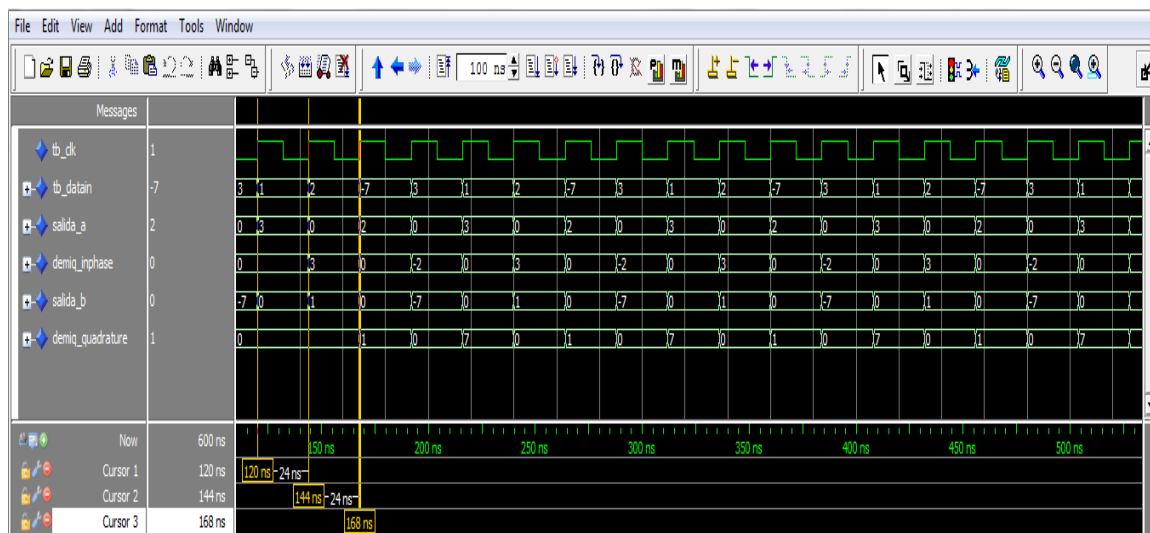 File Edit View Add Format Tools Window
100 ns
Messages
tb_clk 1
tb_datain -7 3 1 2 -7 3 1 2 -7 3 1 2 -7 3 1 2 -7 3 1
salida_a 2 0 3 0 2 0 3 0 2 0 3 0 2 0 3 0 2 0 3
demiq_inphase 0 0 3 0 -2 0 3 0 -2 0 3 0 -2 0 3 0 -2 0
salida_b 0 -7 0 1 0 -7 0 1 0 -7 0 1 0 -7 0 1 0 -7 0
demiq_quadrature 1 0 1 0 7 0 1 0 7 0 1 0 7 0 1 0 7
Now 600 ns 150 ns 200 ns 250 ns 300 ns 350 ns 400 ns 450 ns 500 ns
Cursor 1 120 ns 120 ns 24 ns
Cursor 2 144 ns 144 ns 24 ns
Cursor 3 168 ns 168 ns